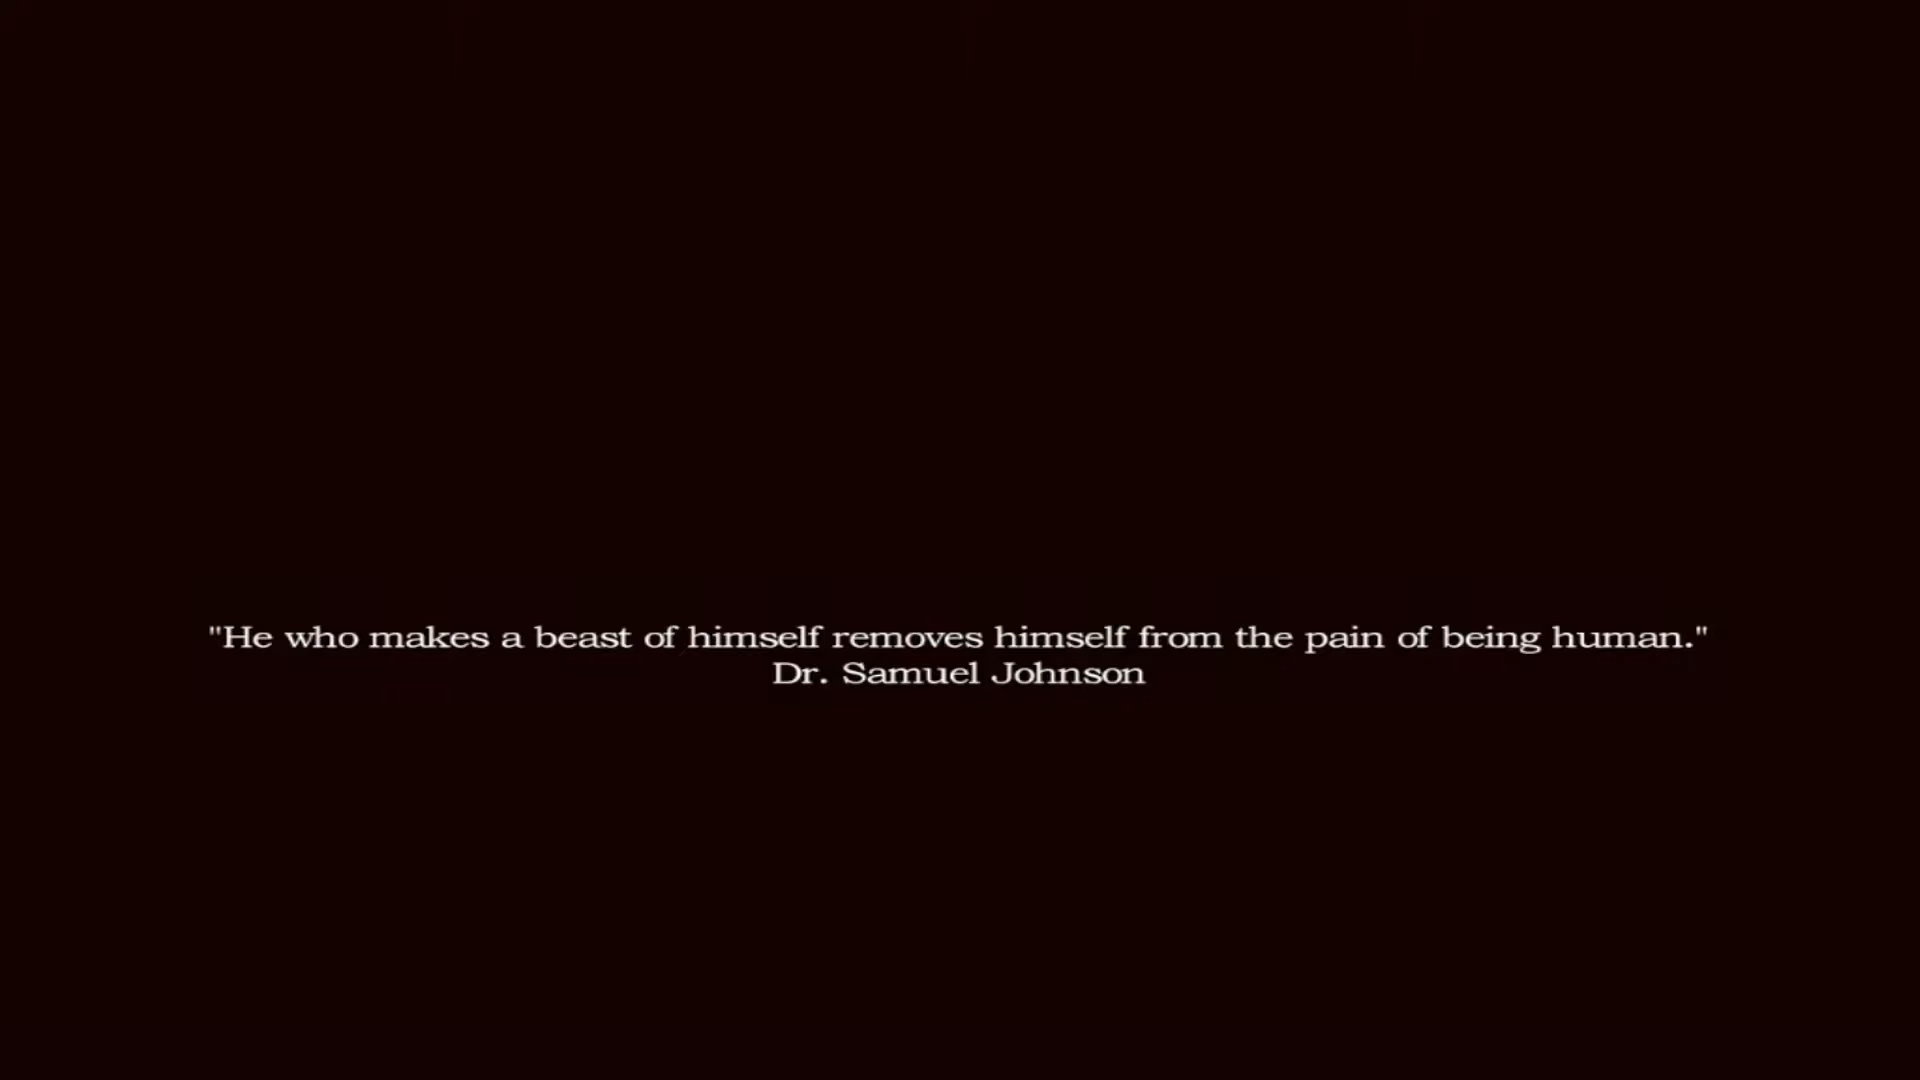 "He who makes a beast of himself removes himself from the pain of being human."
Dr. Samuel Johnson